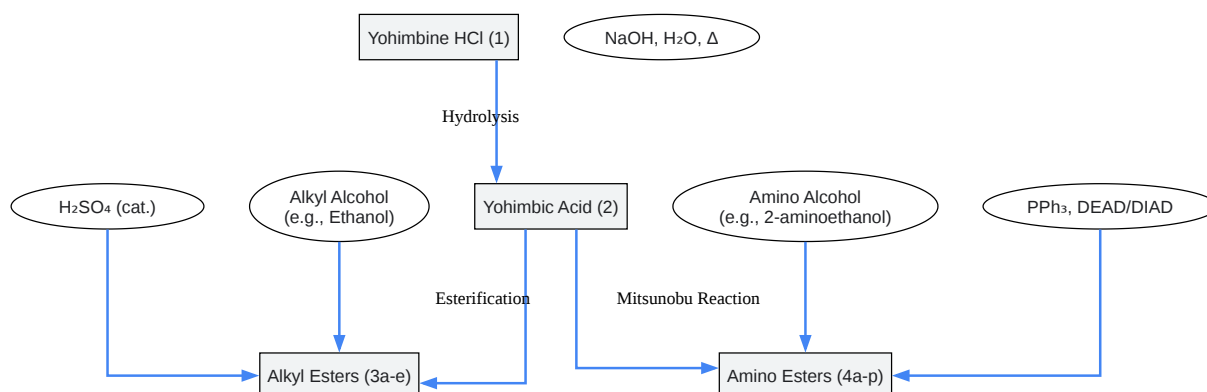 Yohimbine HCl (1)
NaOH, H₂O, Δ
Hydrolysis
H₂SO₄ (cat.)
Alkyl Alcohol
(e.g., Ethanol)
Yohimbic Acid (2)
Amino Alcohol
(e.g., 2-aminoethanol)
PPh₃, DEAD/DIAD
Esterification
Mitsunobu Reaction
Alkyl Esters (3a-e)
Amino Esters (4a-p)